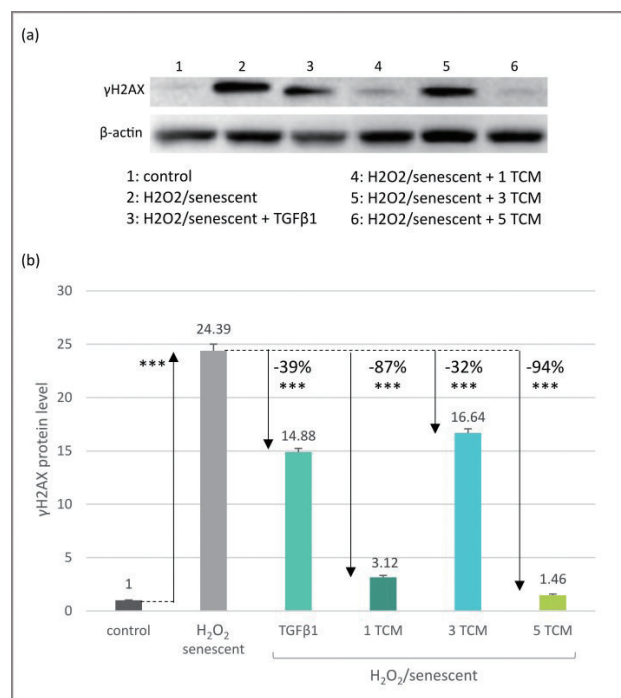 (a)
1 2 3 4 5 6
γH2AX
β-actin
1: control
2: H2O2/senescent
3: H2O2/senescent + TGFβ1
4: H2O2/senescent + 1 TCM
5: H2O2/senescent + 3 TCM
6: H2O2/senescent + 5 TCM
(b)
γH2AX protein level
30
25
20
15
10
5
0
1
***
24.39
-39%
***
14.88
-87%
***
3.12
-32%
***
16.64
-94%
***
1.46
control
H₂O₂
senescent
TGFβ1
1 TCM
3 TCM
5 TCM
H₂O₂/senescent